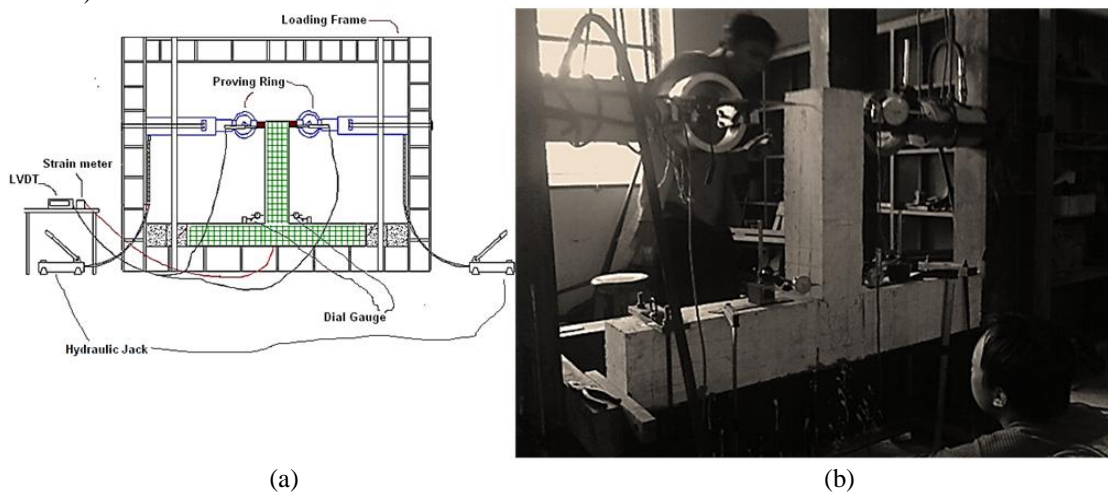 Loading Frame
Proving Ring
Strain meter
LVDT
Dial Gauge
Hydraulic Jack
(a)
(b)